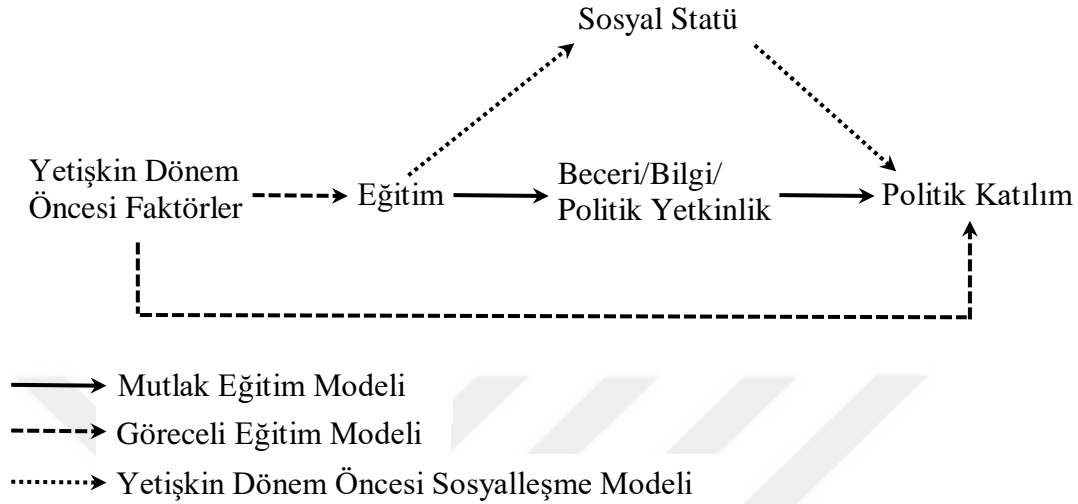 Sosyal Statü
Yetişkin Dönem
Öncesi Faktörler
Eğitim
Beceri/Bilgi/
Politik Yetkinlik
Politik Katılım
Mutlak Eğitim Modeli
Göreceli Eğitim Modeli
Yetişkin Dönem Öncesi Sosyalleşme Modeli